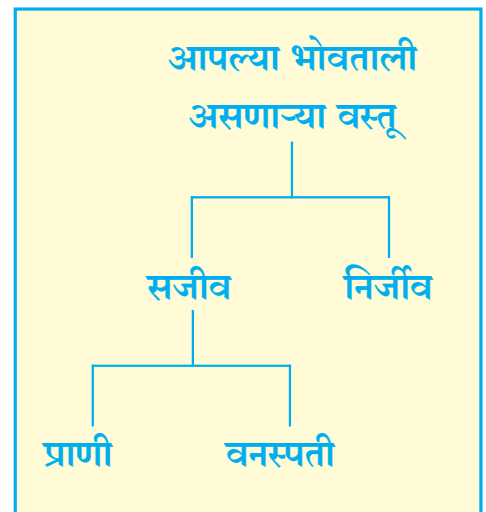 आपल्या भोवताली
असणाऱ्या वस्तू
सजीव निर्जीव
प्राणी वनस्पती